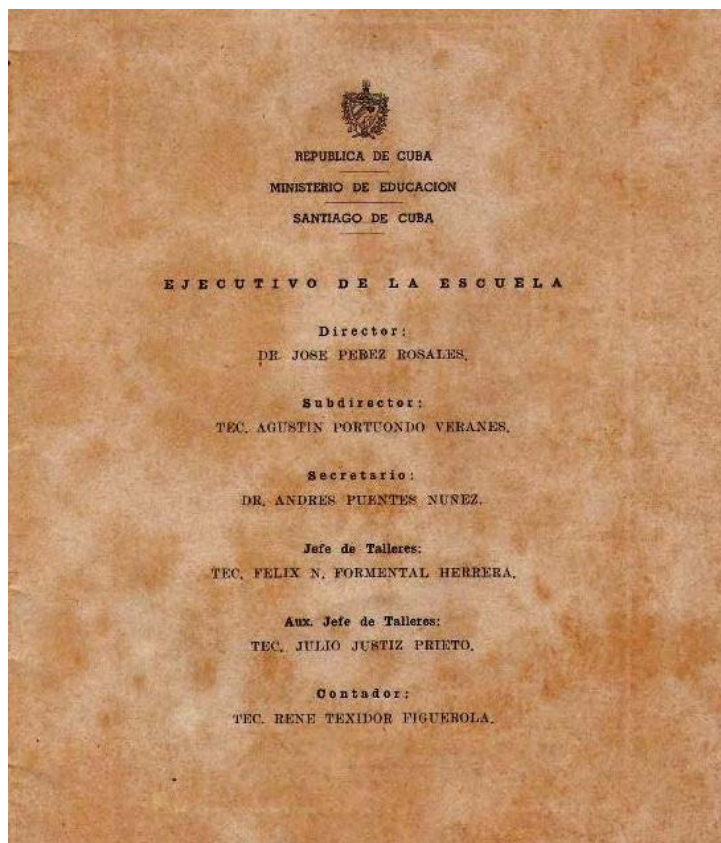 REPUBLICA DE CUBA
MINISTERIO DE EDUCACION
SANTIAGO DE CUBA
EJECUTIVO DE LA ESCUELA
Director:
DR. JOSE PEREZ ROSALES.
Subdirector:
TEC. AGUSTIN PORTUONDO VERANES.
Secretario:
DR. ANDRES PUENTES NUÑEZ.
Jefe de Talleres:
TEC. FELIX N. FORMENTAL HERRERA.
Aux. Jefe de Talleres:
TEC. JULIO JUSTIZ PRIETO.
Contador:
TEC. RENE TEXIDOR FIGUEROLA.